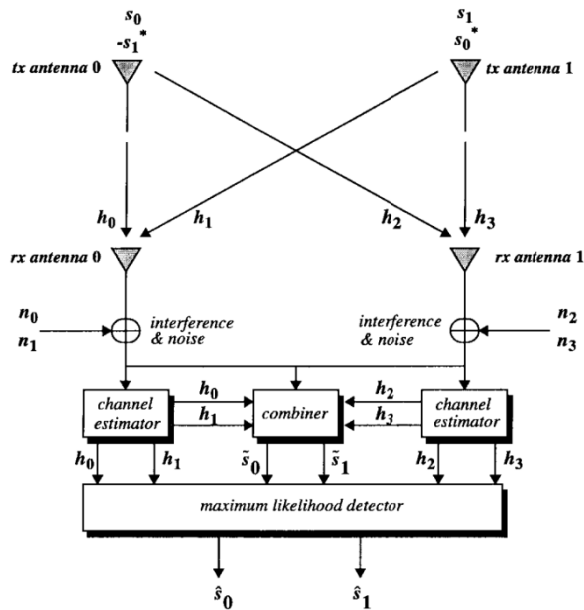 s₀ s₁
-s₁* s₀*
tx antenna 0 tx antenna 1
h₀ h₁ h₂ h₃
rx antenna 0 rx antenna 1
n₀ interference interference n₂
n₁ & noise & noise n₃
channel estimator h₀ combiner h₂ channel estimator
h₁ h₃
h₀ h₁ s̃₀ s̃₁ h₂ h₃
maximum likelihood detector
ŝ₀ ŝ₁